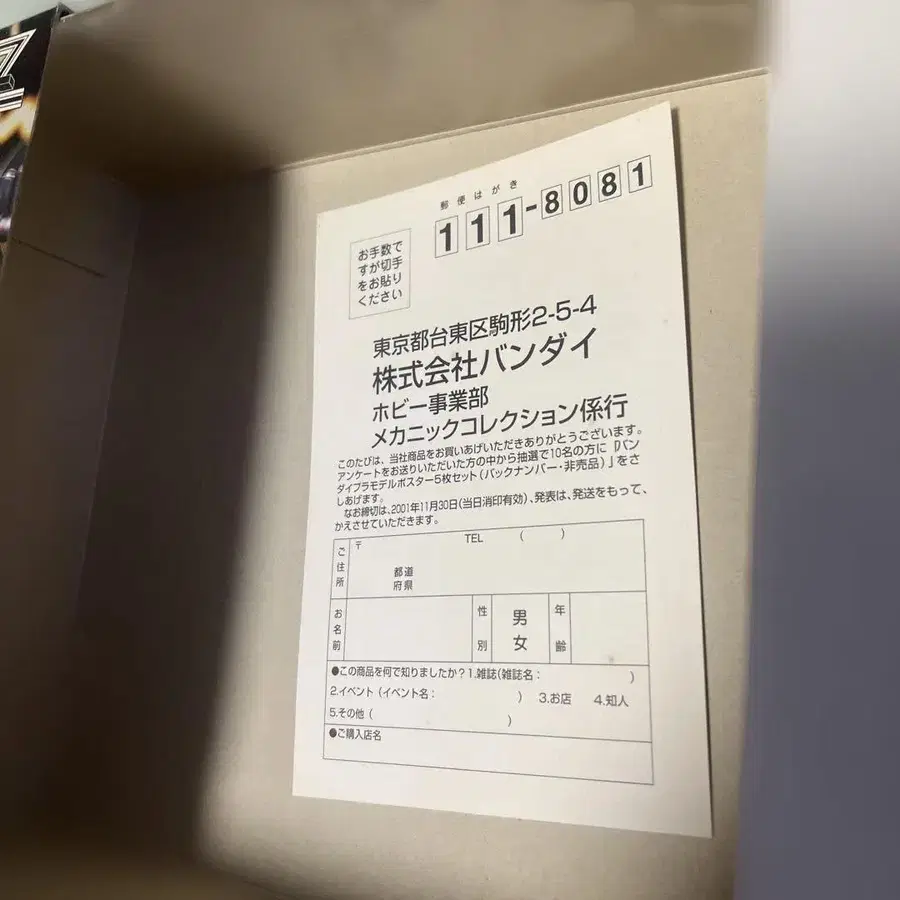 郵便はがき
111-8081
お手数で
すが切手
をお貼り
ください
東京都台東区駒形2-5-4
株式会社バンダイ
ホビー事業部
メカニックコレクション係行
このたびは、当社商品をお買いあげいただきありがとうございます。
アンケートをお送りいただいた方の中から抽選で10名の方に『バン
ダイプラモデルポスター5枚セット(バックナンバー・非売品)」をさ
しあげます。
なお締切は、2001年11月30日(当日消印有効)、発表は、発送をもって、
かえさせていただきます。
ご住所
〒 TEL ( )
都道
府県
お名前
性別
男
女
年齢
●この商品を何で知りましたか?1.雑誌(雑誌名: )
2.イベント(イベント名: ) 3.お店 4.知人
5.その他( )
●ご購入店名